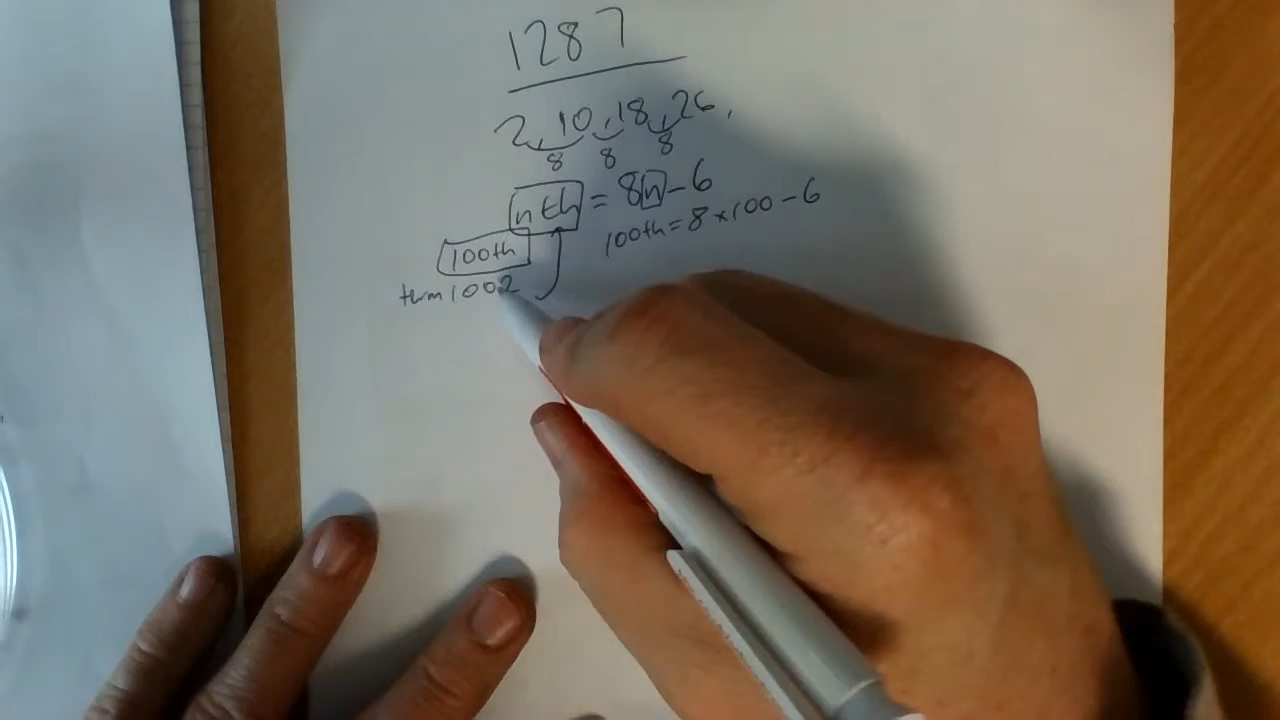 1287
2, 10, 18, 26,
8 8 8
nth = 8n - 6
100th = 8 × 100 - 6
100th
term 1002